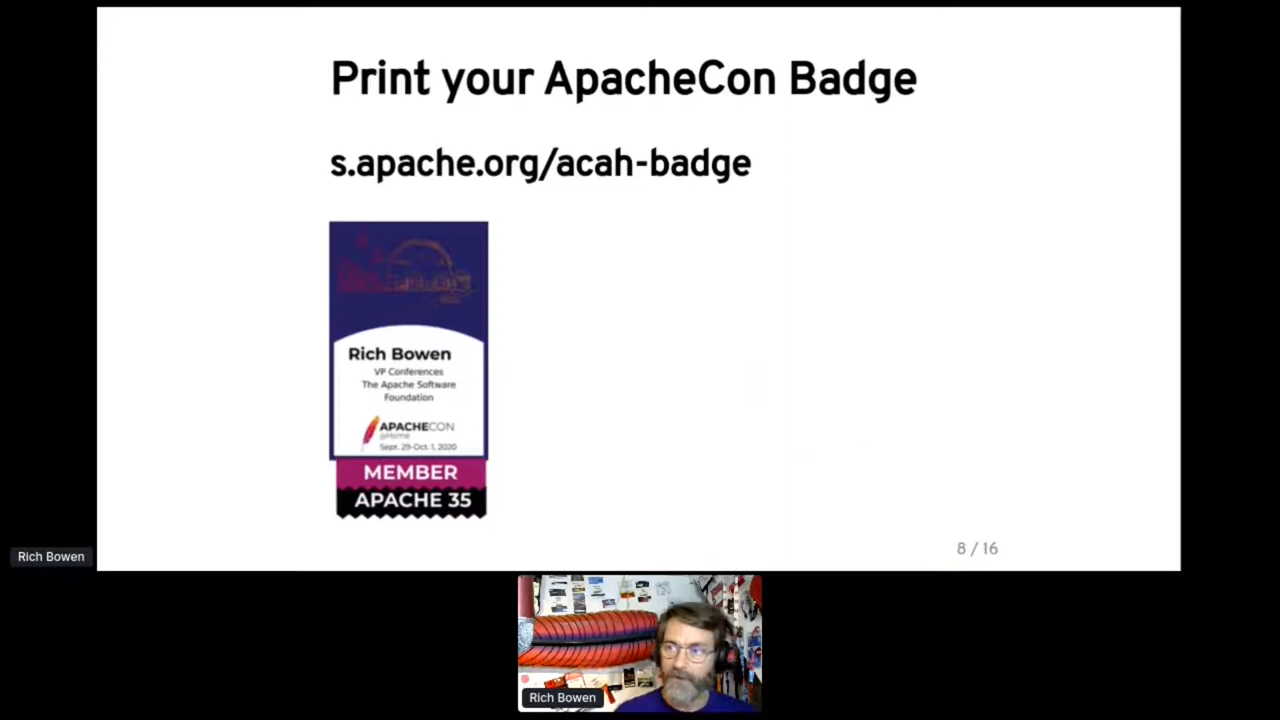 Print your ApacheCon Badge
s.apache.org/acah-badge
Rich Bowen
VP Conferences
The Apache Software
Foundation
APACHECON
@Home
Sept. 29-Oct. 1, 2020
MEMBER
APACHE 35
8 / 16
Rich Bowen
Rich Bowen